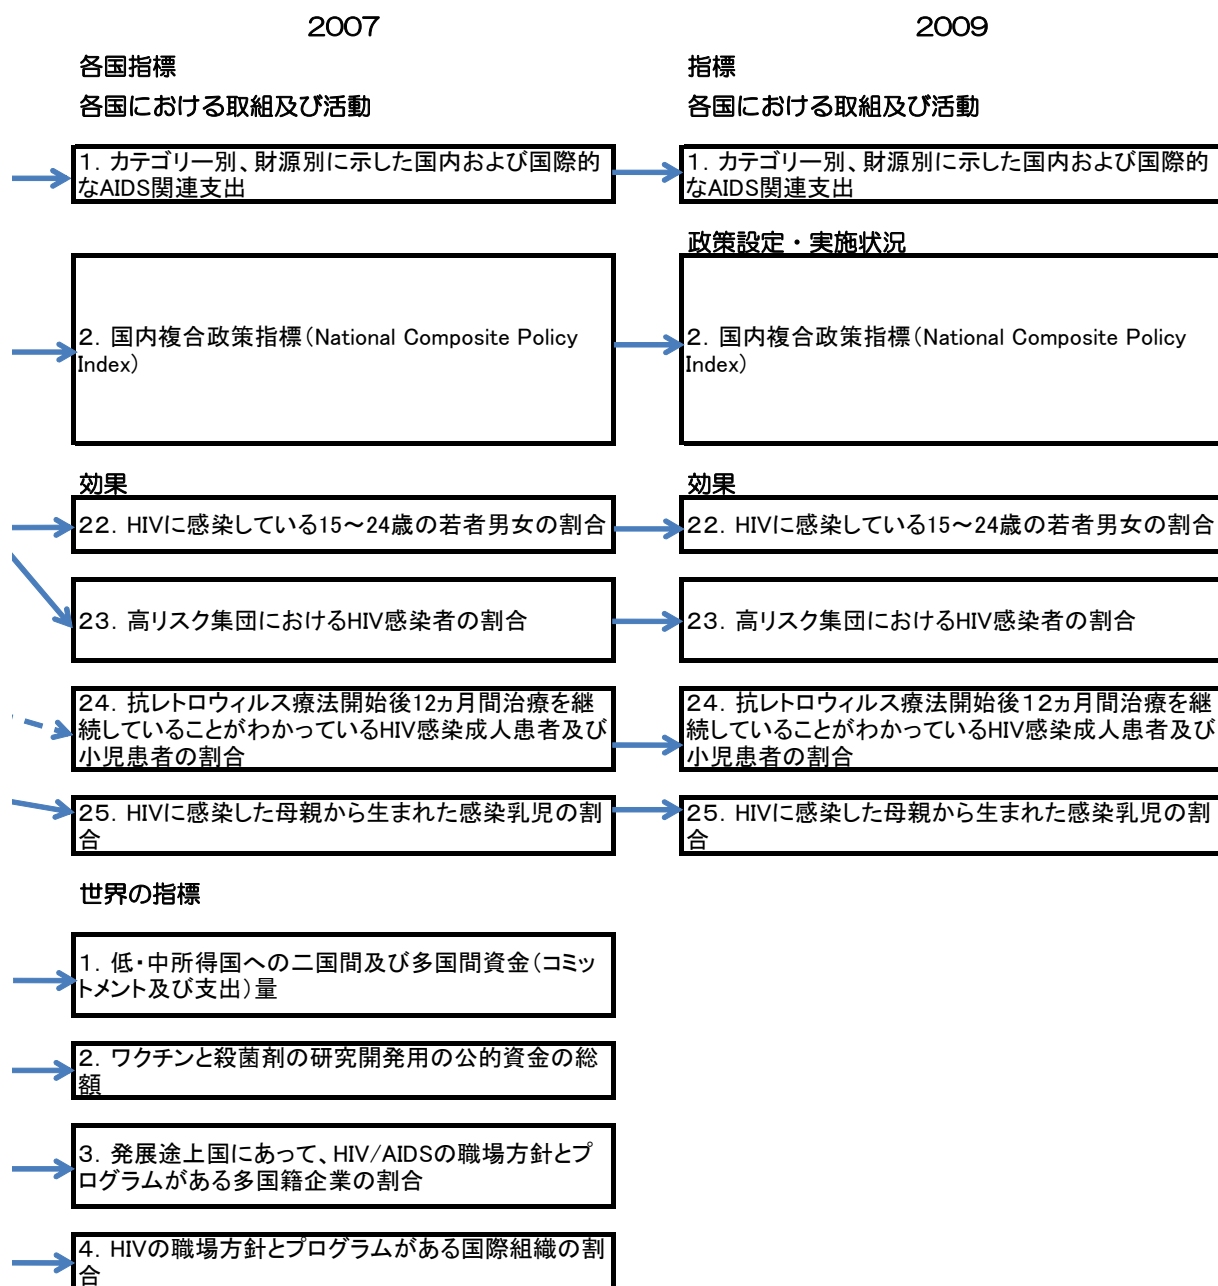 2007
各国指標
各国における取組及び活動
1. カテゴリー別、財源別に示した国内および国際的
なAIDS関連支出
2. 国内複合政策指標（National Composite Policy
Index）
効果
22. HIVに感染している15～24歳の若者男女の割合
23. 高リスク集団におけるHIV感染者の割合
24. 抗レトロウィルス療法開始後12ヵ月間治療を継
続していることがわかっているHIV感染成人患者及び
小児患者の割合
25. HIVに感染した母親から生まれた感染乳児の割
合
世界の指標
1. 低・中所得国への二国間及び多国間資金（コミッ
トメント及び支出）量
2. ワクチンと殺菌剤の研究開発用の公的資金の総
額
3. 発展途上国にあって、HIV/AIDSの職場方針とプ
ログラムがある多国籍企業の割合
4. HIVの職場方針とプログラムがある国際組織の割
合
2009
指標
各国における取組及び活動
1. カテゴリー別、財源別に示した国内および国際的
なAIDS関連支出
政策設定・実施状況
2. 国内複合政策指標（National Composite Policy
Index）
効果
22. HIVに感染している15～24歳の若者男女の割合
23. 高リスク集団におけるHIV感染者の割合
24. 抗レトロウィルス療法開始後１２ヵ月間治療を継
続していることがわかっているHIV感染成人患者及び
小児患者の割合
25. HIVに感染した母親から生まれた感染乳児の割
合